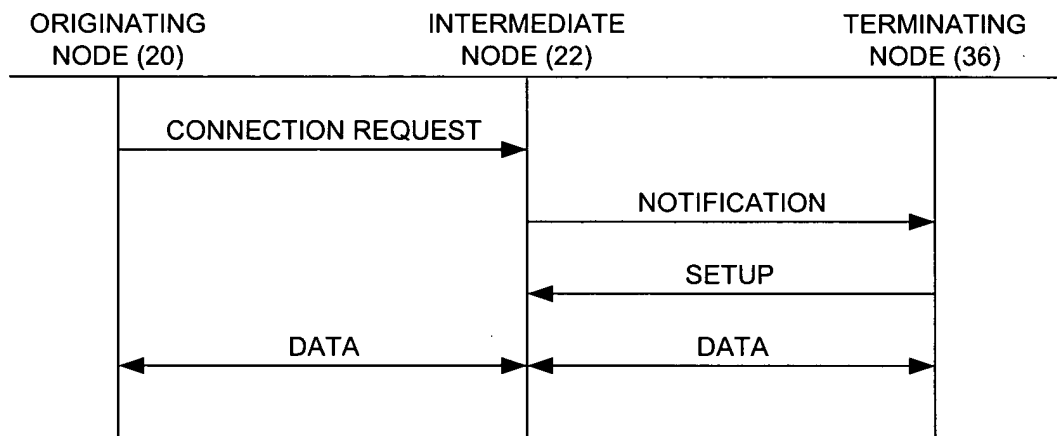 ORIGINATING
NODE (20)
INTERMEDIATE
NODE (22)
TERMINATING
NODE (36)
CONNECTION REQUEST
NOTIFICATION
SETUP
DATA
DATA